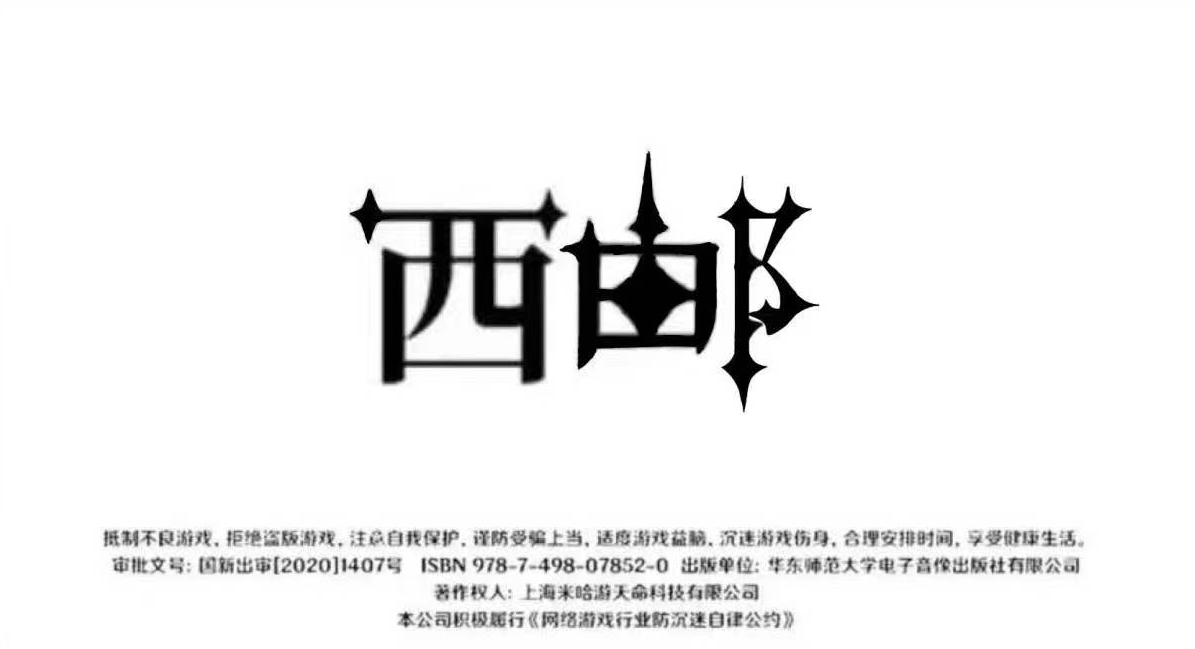 西邮
抵制不良游戏，拒绝盗版游戏，注意自我保护，谨防受骗上当，适度游戏益脑，沉迷游戏伤身，合理安排时间，享受健康生活。
审批文号：国新出审[2020]1407号 ISBN 978-7-498-07852-0 出版单位：华东师范大学电子音像出版社有限公司
著作权人：上海米哈游天命科技有限公司
本公司积极履行《网络游戏行业防沉迷自律公约》